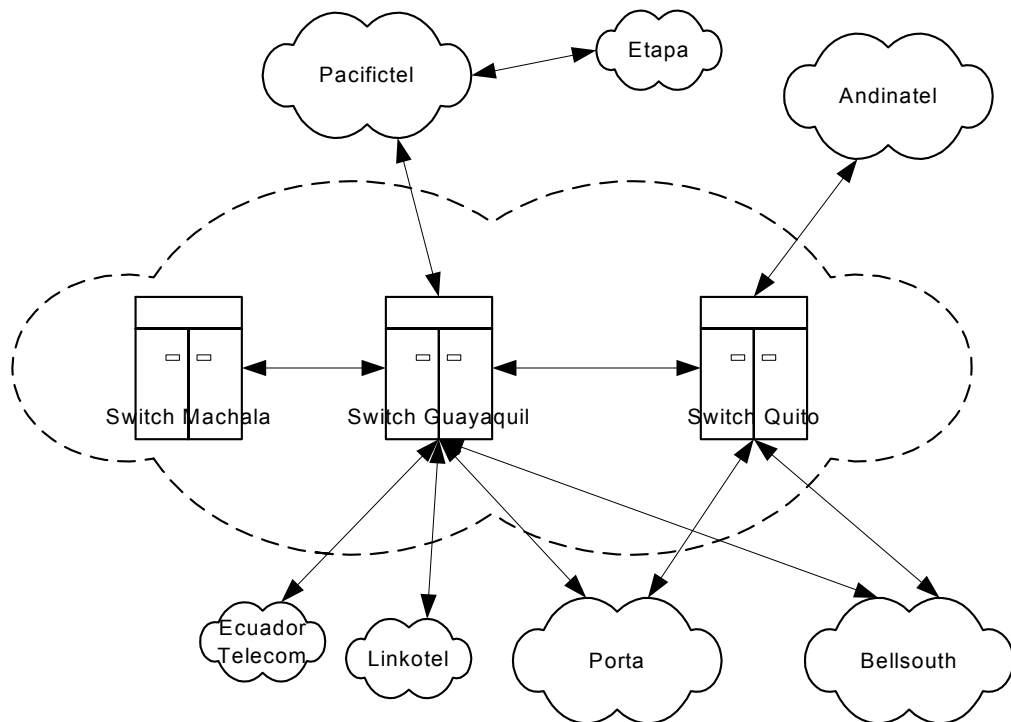 Etapa
Pacifictel
Andinatel
Switch Machala
Switch Guayaquil
Switch Quito
Ecuador
Telecom
Linkotel
Porta
Bellsouth